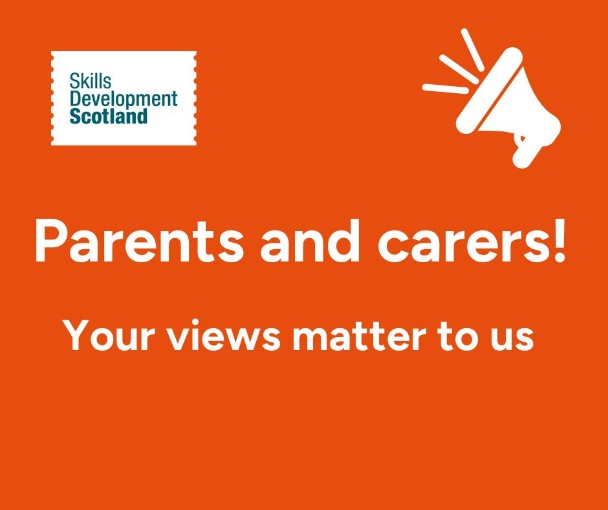 Skills
Development
Scotland
Parents and carers!
Your views matter to us